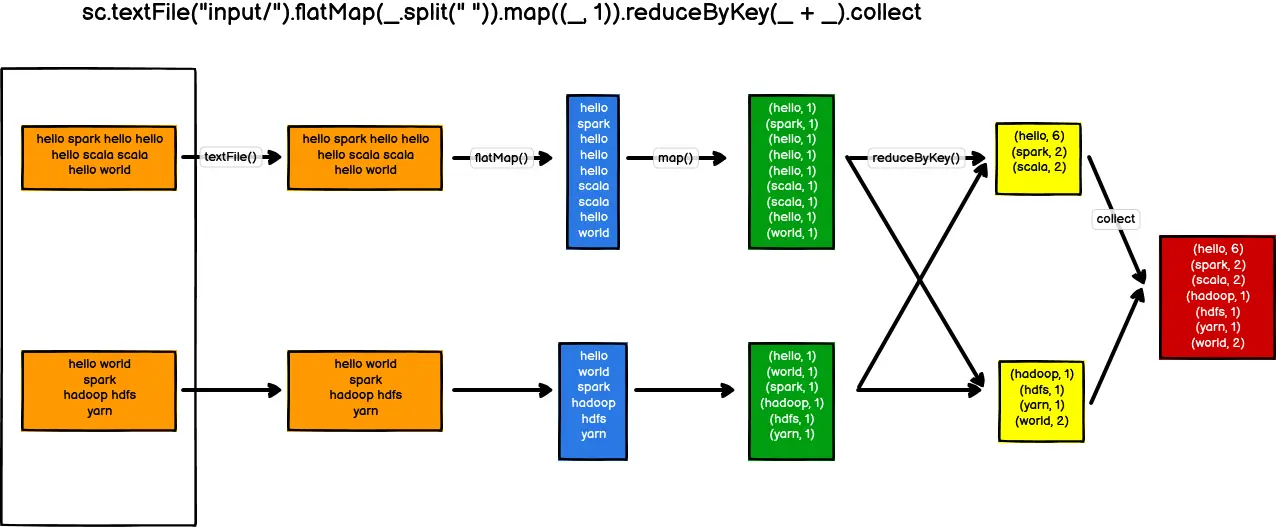 sc.textFile("input/").flatMap(_.split(" ")).map((_, 1)).reduceByKey(_ + _).collect
hello spark hello hello
hello scala scala
hello world
textFile()
hello spark hello hello
hello scala scala
hello world
flatMap()
hello
spark
hello
hello
hello
scala
scala
hello
world
map()
(hello, 1)
(spark, 1)
(hello, 1)
(hello, 1)
(hello, 1)
(scala, 1)
(scala, 1)
(hello, 1)
(world, 1)
reduceByKey()
(hello, 6)
(spark, 2)
(scala, 2)
collect
(hello, 6)
(spark, 2)
(scala, 2)
(hadoop, 1)
(hdfs, 1)
(yarn, 1)
(world, 2)
hello world
spark
hadoop hdfs
yarn
hello world
spark
hadoop hdfs
yarn
hello
world
spark
hadoop
hdfs
yarn
(hello, 1)
(world, 1)
(spark, 1)
(hadoop, 1)
(hdfs, 1)
(yarn, 1)
(hadoop, 1)
(hdfs, 1)
(yarn, 1)
(world, 2)